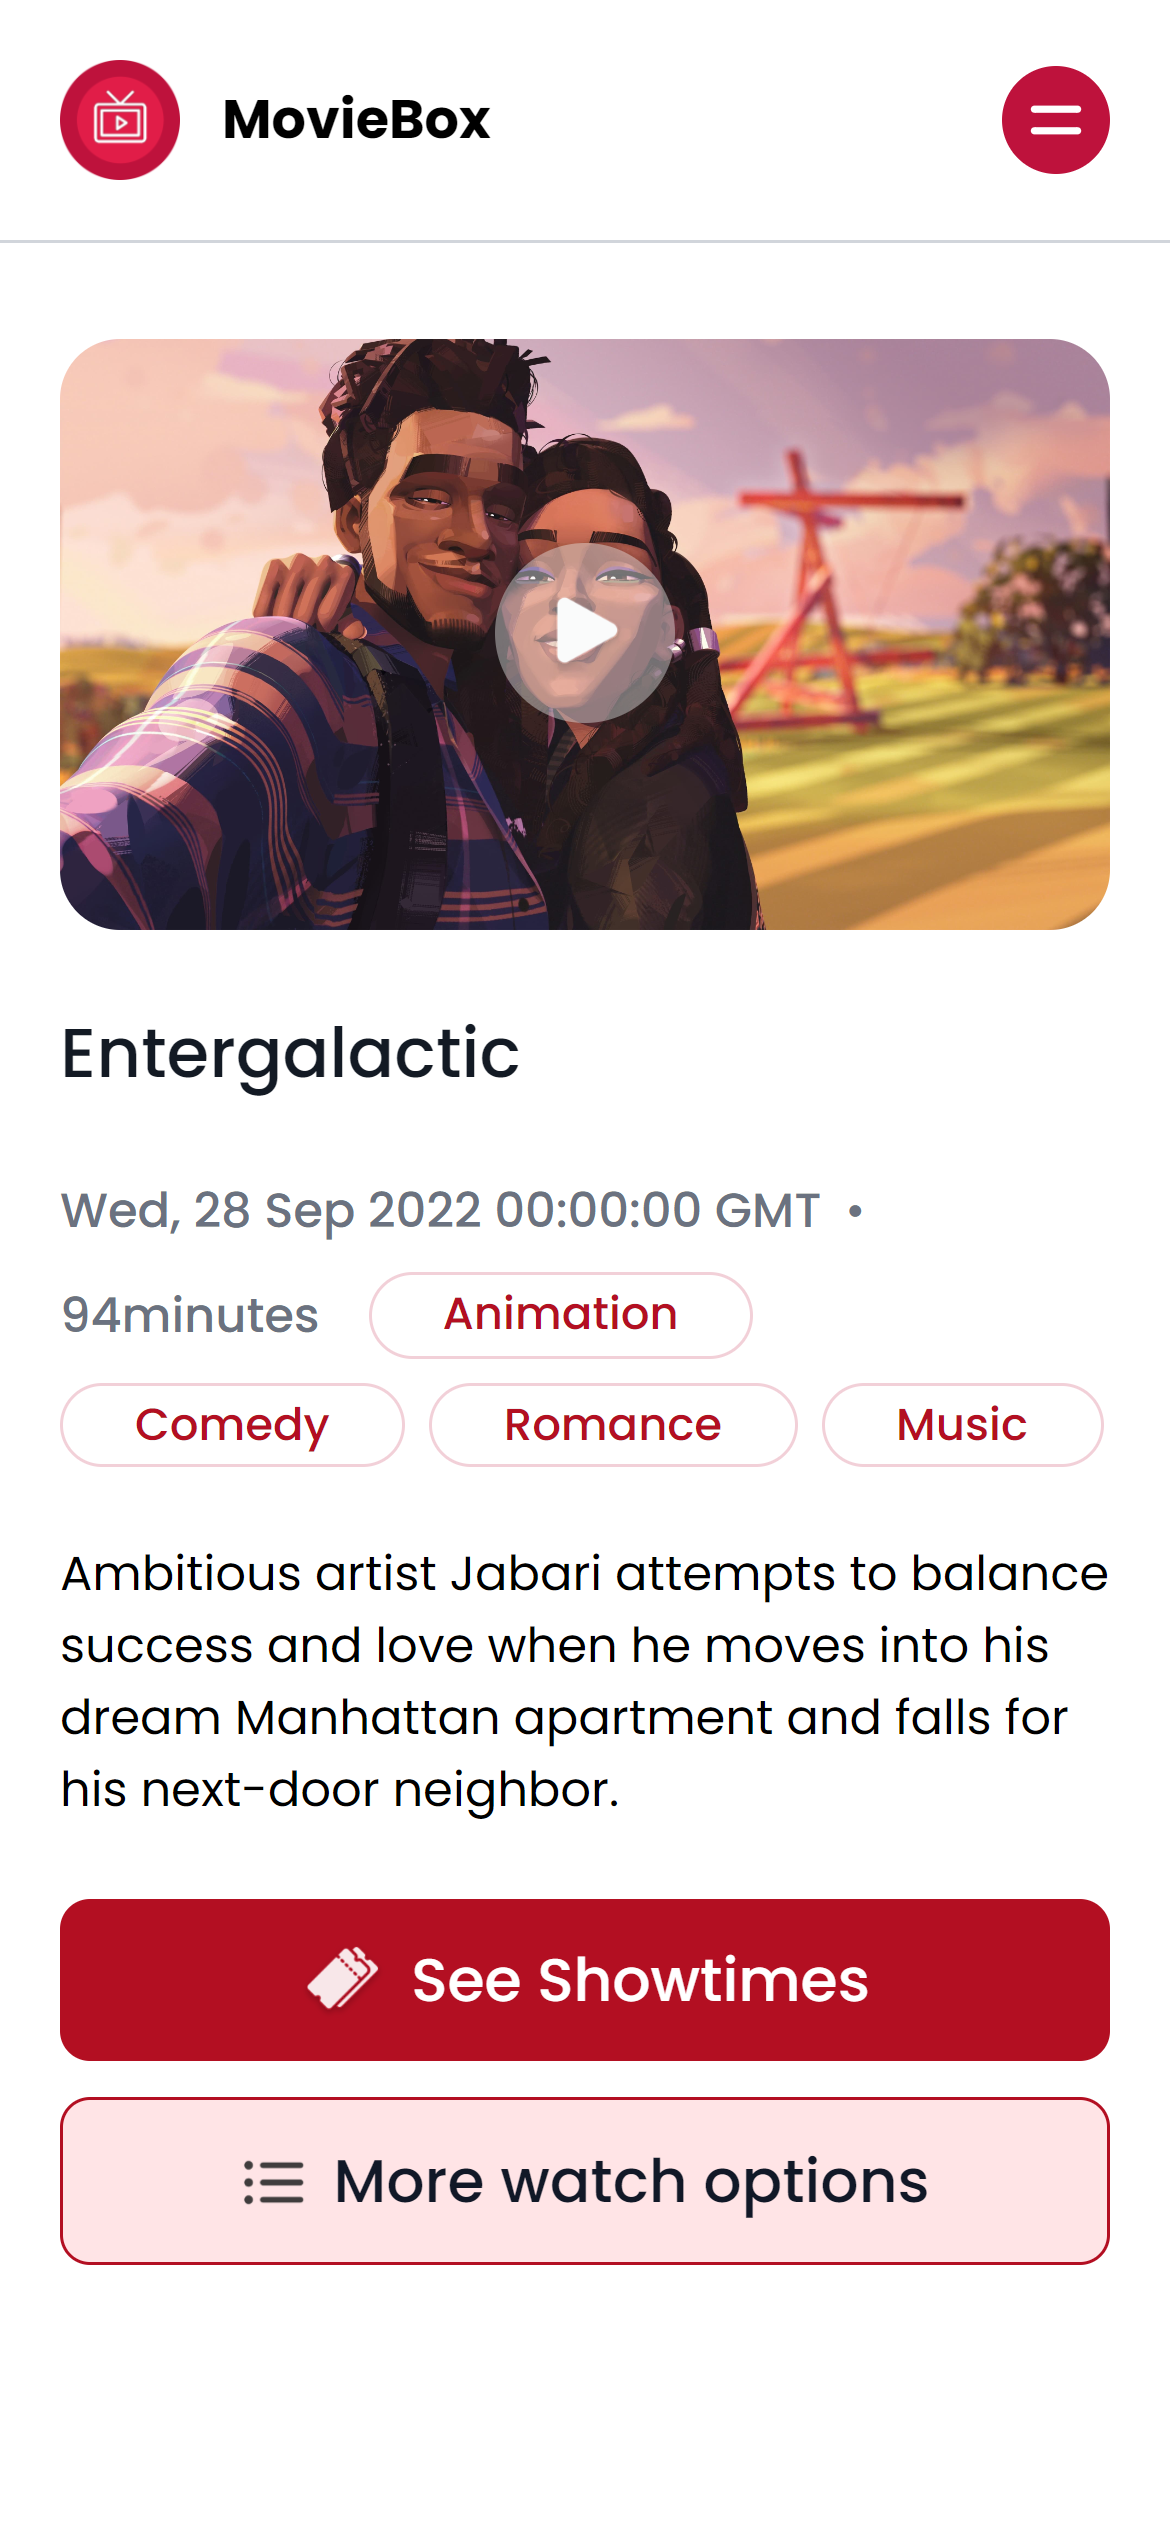 MovieBox
Entergalactic
Wed, 28 Sep 2022 00:00:00 GMT •
94minutes Animation
Comedy Romance Music
Ambitious artist Jabari attempts to balance
success and love when he moves into his
dream Manhattan apartment and falls for
his next-door neighbor.
See Showtimes
More watch options